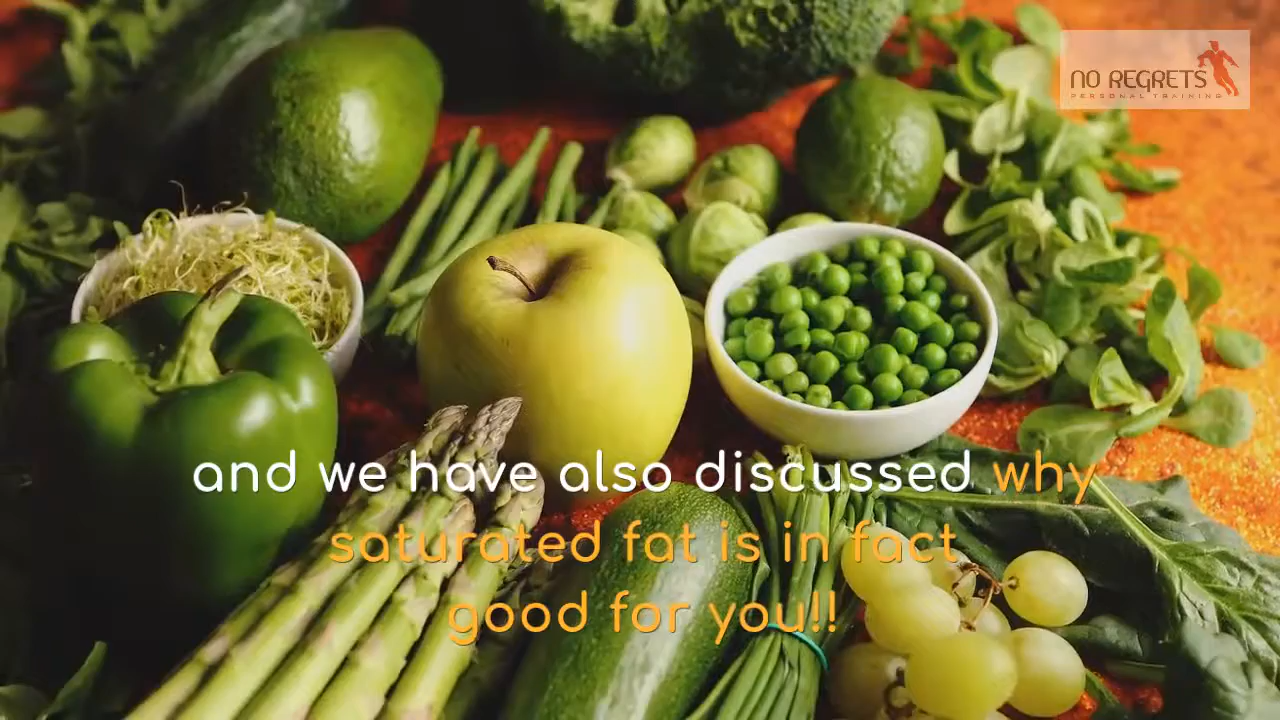 NO REGRETS
PERSONAL TRAINING
and we have also discussed why
saturated fat is in fact
good for you!!